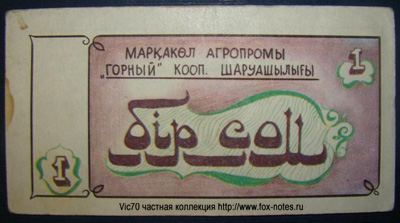 МАРҚАКӨЛ АГРОПРОМЫ
„ГОРНЫЙ" КООП. ШАРУАШЫЛЫҒЫ
1
бір сом
1
Vic70 частная коллекция http://www.fox-notes.ru